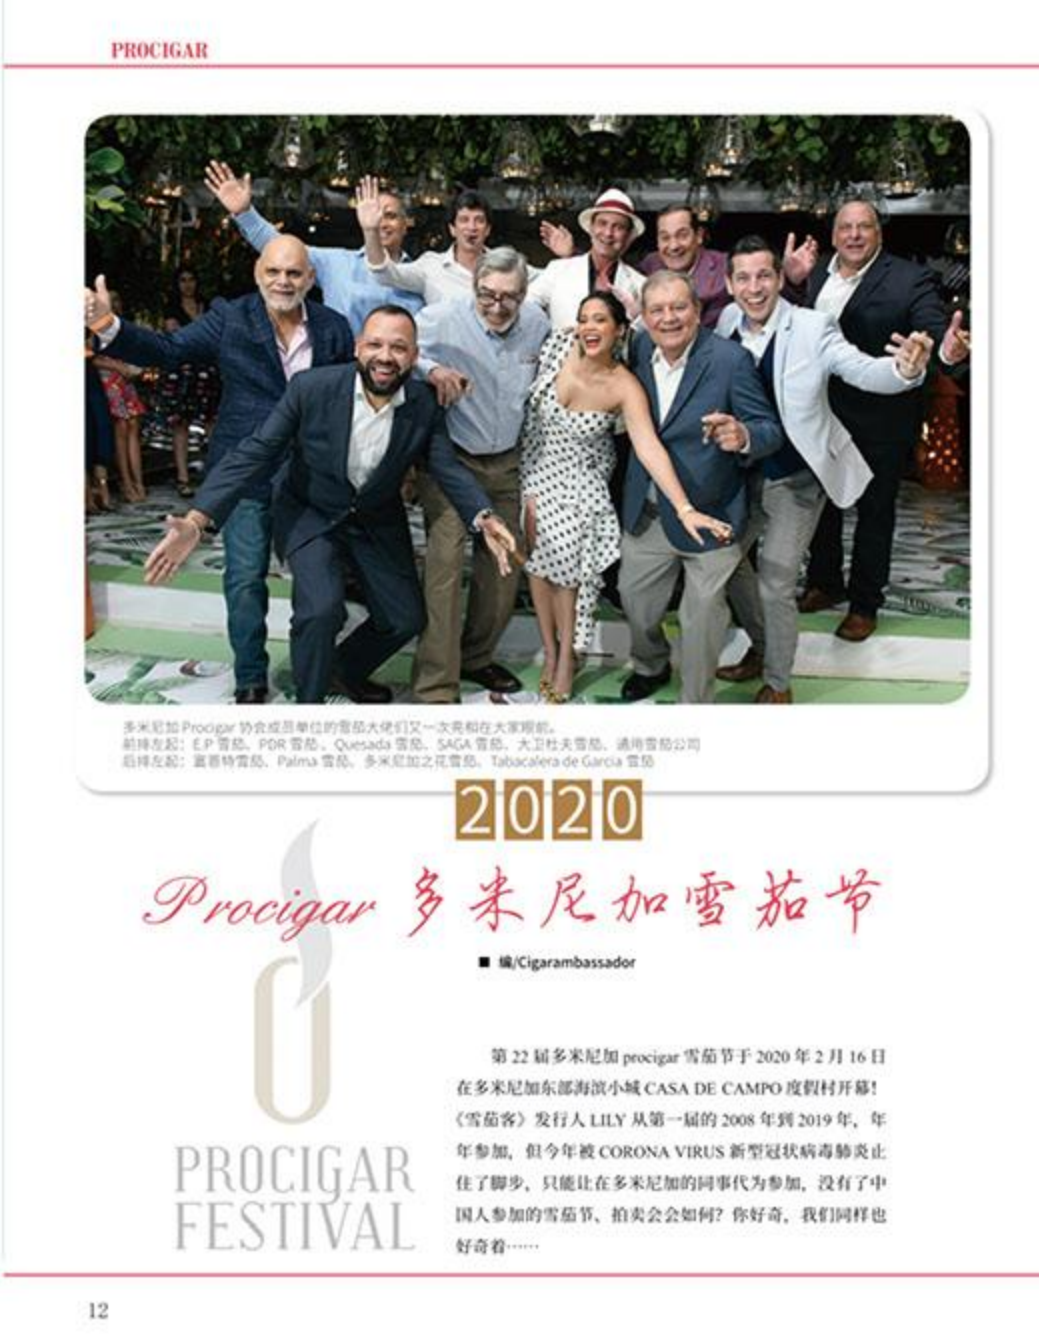 PROCIGAR
多米尼加 Procigar 协会成员单位的雪茄大佬们又一次亮相在大家眼前。
前排左起：E.P 雪茄、PDR 雪茄、Quesada 雪茄、SAGA 雪茄、大卫杜夫雪茄、通用雪茄公司
后排左起：富恩特雪茄、Palma 雪茄、多米尼加之花雪茄、Tabacalera de Garcia 雪茄
2020
Procigar 多米尼加雪茄节
■ 编/Cigarambassador
第 22 届多米尼加 procigar 雪茄节于 2020 年 2 月 16 日
在多米尼加东部海滨小城 CASA DE CAMPO 度假村开幕！
《雪茄客》发行人 LILY 从第一届的 2008 年到 2019 年，年
年参加，但今年被 CORONA VIRUS 新型冠状病毒肺炎止
住了脚步，只能让在多米尼加的同事代为参加，没有了中
国人参加的雪茄节、拍卖会会如何？你好奇，我们同样也
好奇着……
PROCIGAR
FESTIVAL
12